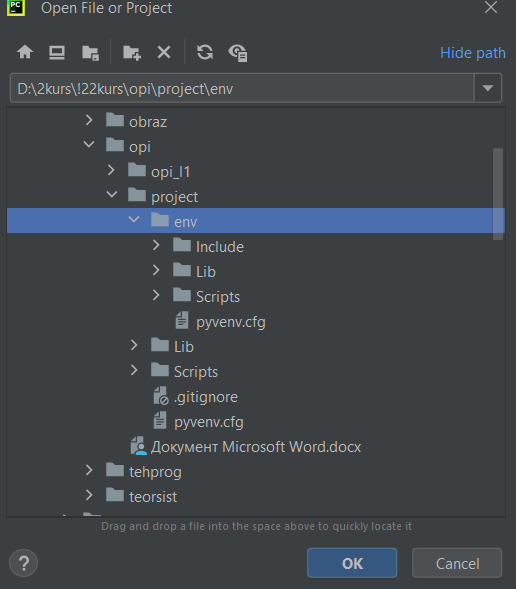 PC
Open File or Project
Hide path
D:\2kurs\!22kurs\opi\project\env
obraz
opi
opi_l1
project
env
Include
Lib
Scripts
pyvenv.cfg
Lib
Scripts
.gitignore
pyvenv.cfg
Документ Microsoft Word.docx
tehprog
teorsist
Drag and drop a file into the space above to quickly locate it
?
OK
Cancel